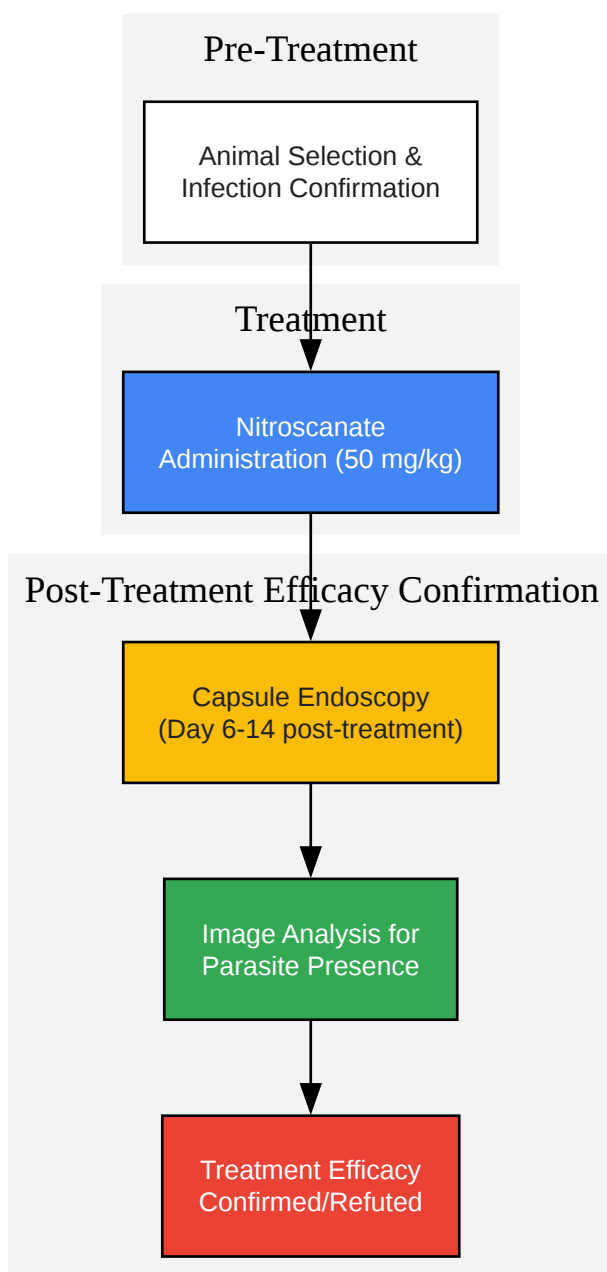 Pre-Treatment
Animal Selection &
Infection Confirmation
Treatment
Nitroscanate
Administration (50 mg/kg)
Post-Treatment Efficacy Confirmation
Capsule Endoscopy
(Day 6-14 post-treatment)
Image Analysis for
Parasite Presence
Treatment Efficacy
Confirmed/Refuted